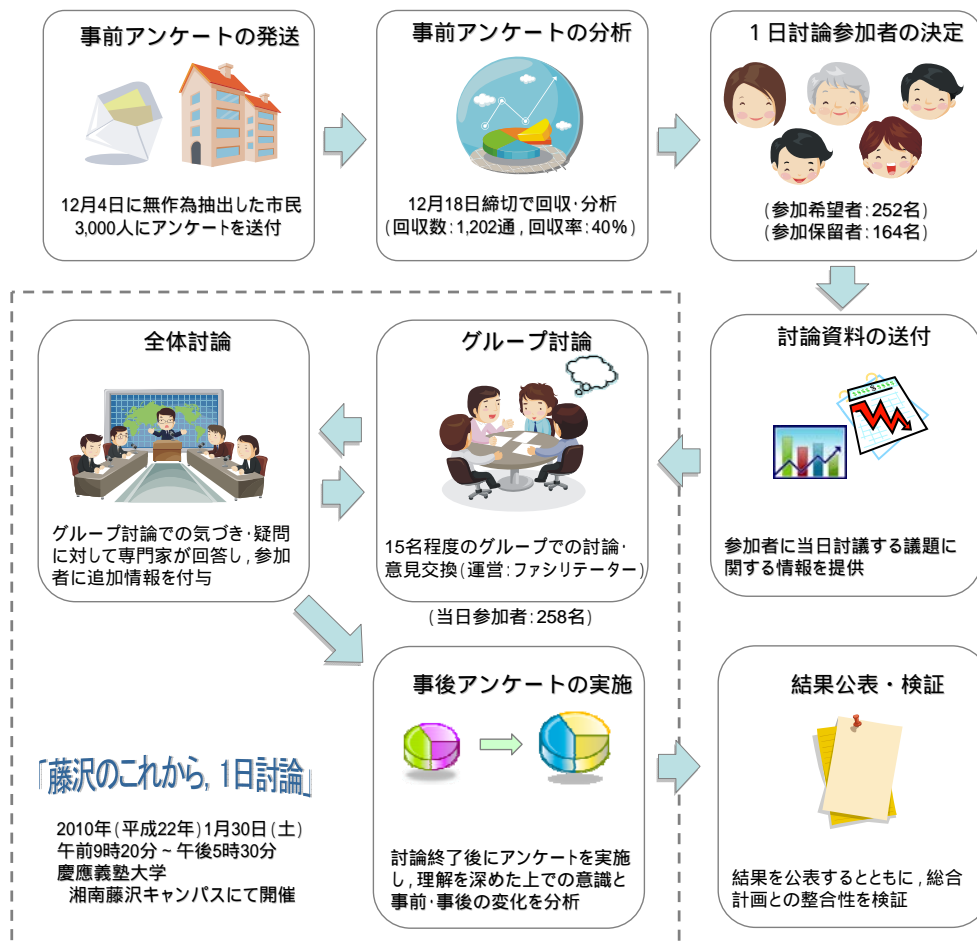 事前アンケートの発送
12月4日に無作為抽出した市民
3,000人にアンケートを送付
事前アンケートの分析
12月18日締切で回収・分析
(回収数:1,202通,回収率:40%)
1日討論参加者の決定
(参加希望者:252名)
(参加保留者:164名)
討論資料の送付
参加者に当日討議する議題に
関する情報を提供
グループ討論
15名程度のグループでの討論・
意見交換(運営:ファシリテーター)
(当日参加者:258名)
全体討論
グループ討論での気づき・疑問
に対して専門家が回答し,参加
者に追加情報を付与
事後アンケートの実施
討論終了後にアンケートを実施
し,理解を深めた上での意識と
事前・事後の変化を分析
結果公表・検証
結果を公表するとともに,総合
計画との整合性を検証
「藤沢のこれから,1日討論」
2010年(平成22年)1月30日(土)
午前9時20分~午後5時30分
慶應義塾大学
湘南藤沢キャンパスにて開催